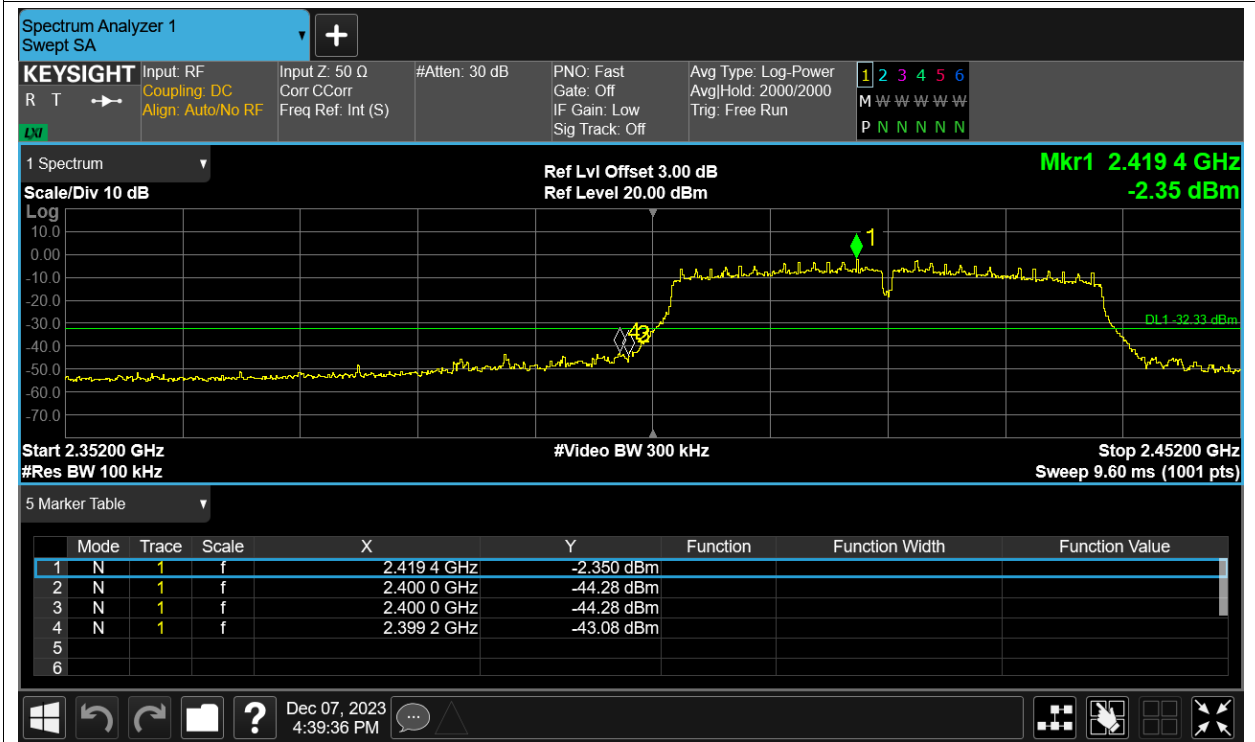 Spectrum Analyzer 1
Swept SA
+
KEYSIGHT
R T
LXI
Input: RF
Coupling: DC
Align: Auto/No RF
Input Z: 50 Ω
Corr CCorr
Freq Ref: Int (S)
#Atten: 30 dB
PNO: Fast
Gate: Off
IF Gain: Low
Sig Track: Off
Avg Type: Log-Power
Avg|Hold: 2000/2000
Trig: Free Run
1 2 3 4 5 6
M W W W W W
P N N N N N
1 Spectrum
Scale/Div 10 dB
Ref Lvl Offset 3.00 dB
Ref Level 20.00 dBm
Mkr1 2.419 4 GHz
-2.35 dBm
Log
10.0
0.00
-10.0
-20.0
-30.0
-40.0
-50.0
-60.0
-70.0
1
DL1 -32.33 dBm
Start 2.35200 GHz
#Video BW 300 kHz
Stop 2.45200 GHz
#Res BW 100 kHz
Sweep 9.60 ms (1001 pts)
5 Marker Table
Mode Trace Scale X Y Function Function Width Function Value
1 N 1 f 2.419 4 GHz -2.350 dBm
2 N 1 f 2.400 0 GHz -44.28 dBm
3 N 1 f 2.400 0 GHz -44.28 dBm
4 N 1 f 2.399 2 GHz -43.08 dBm
5
6
?
Dec 07, 2023
4:39:36 PM